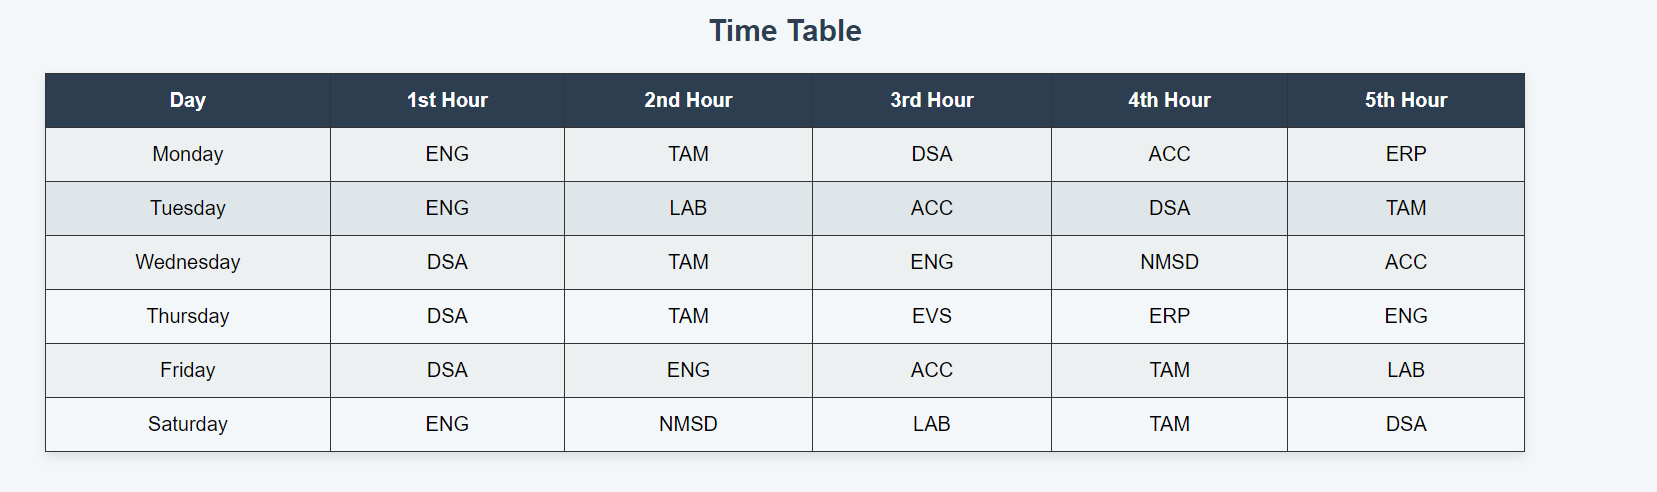 Time Table
Day 1st Hour 2nd Hour 3rd Hour 4th Hour 5th Hour
Monday ENG TAM DSA ACC ERP
Tuesday ENG LAB ACC DSA TAM
Wednesday DSA TAM ENG NMSD ACC
Thursday DSA TAM EVS ERP ENG
Friday DSA ENG ACC TAM LAB
Saturday ENG NMSD LAB TAM DSA